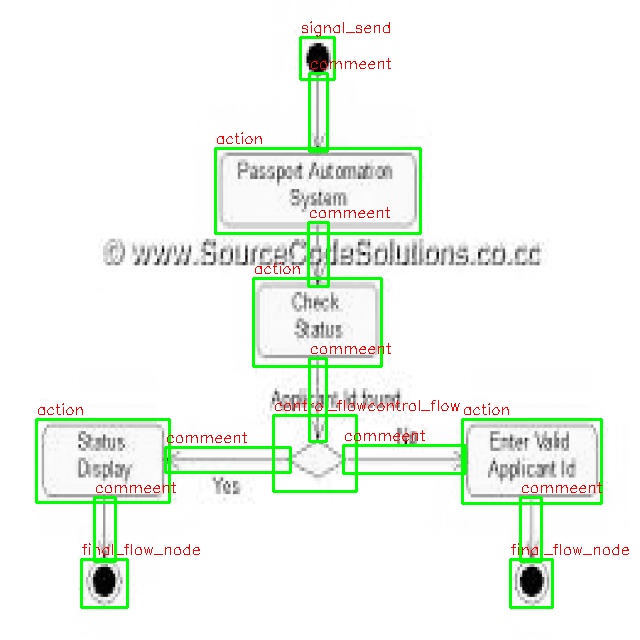 signal_send
commeent
action
Passport Automation
System
commeent
© www.SourceCodeSolutions.co.cc
action
Check
Status
commeent
Applicant Id found
control_flowcontrol_flow
action
action
commeent
commeent
No
Status
Display
Enter Valid
Applicant Id
Yes
commeent
commeent
final_flow_node
final_flow_node